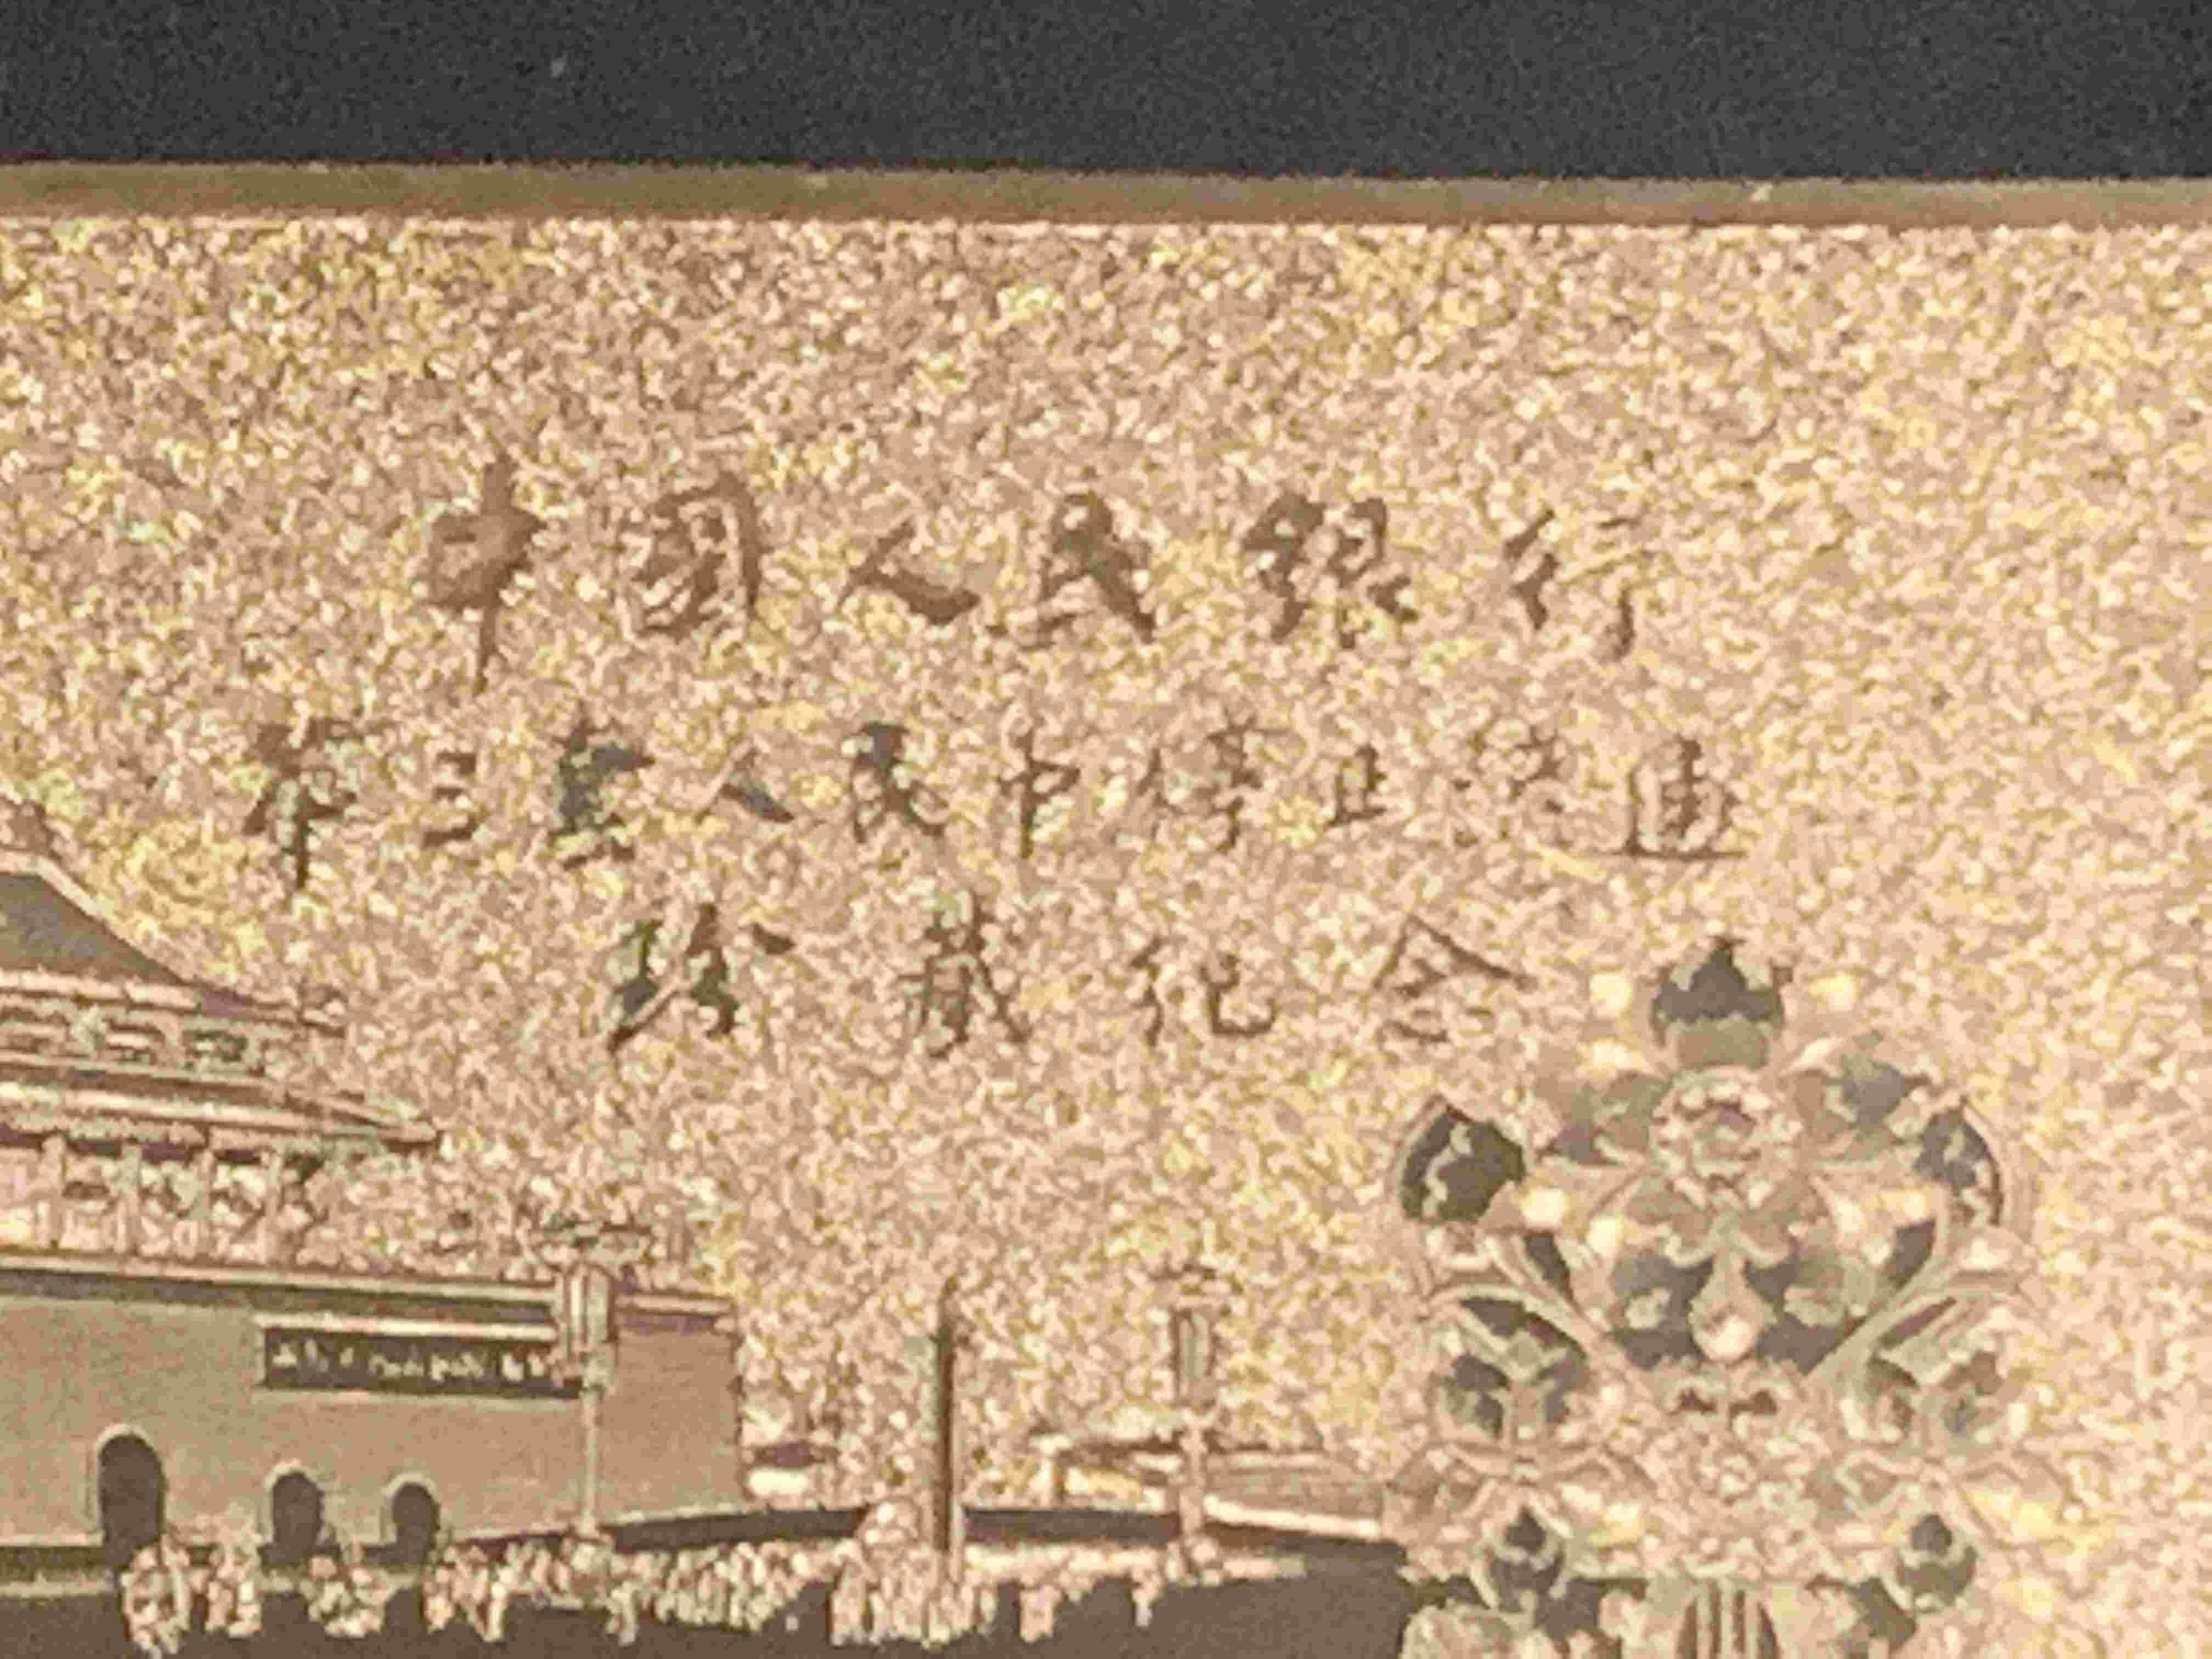 中國人民銀行
第三套人民币停止流通
珍藏纪念